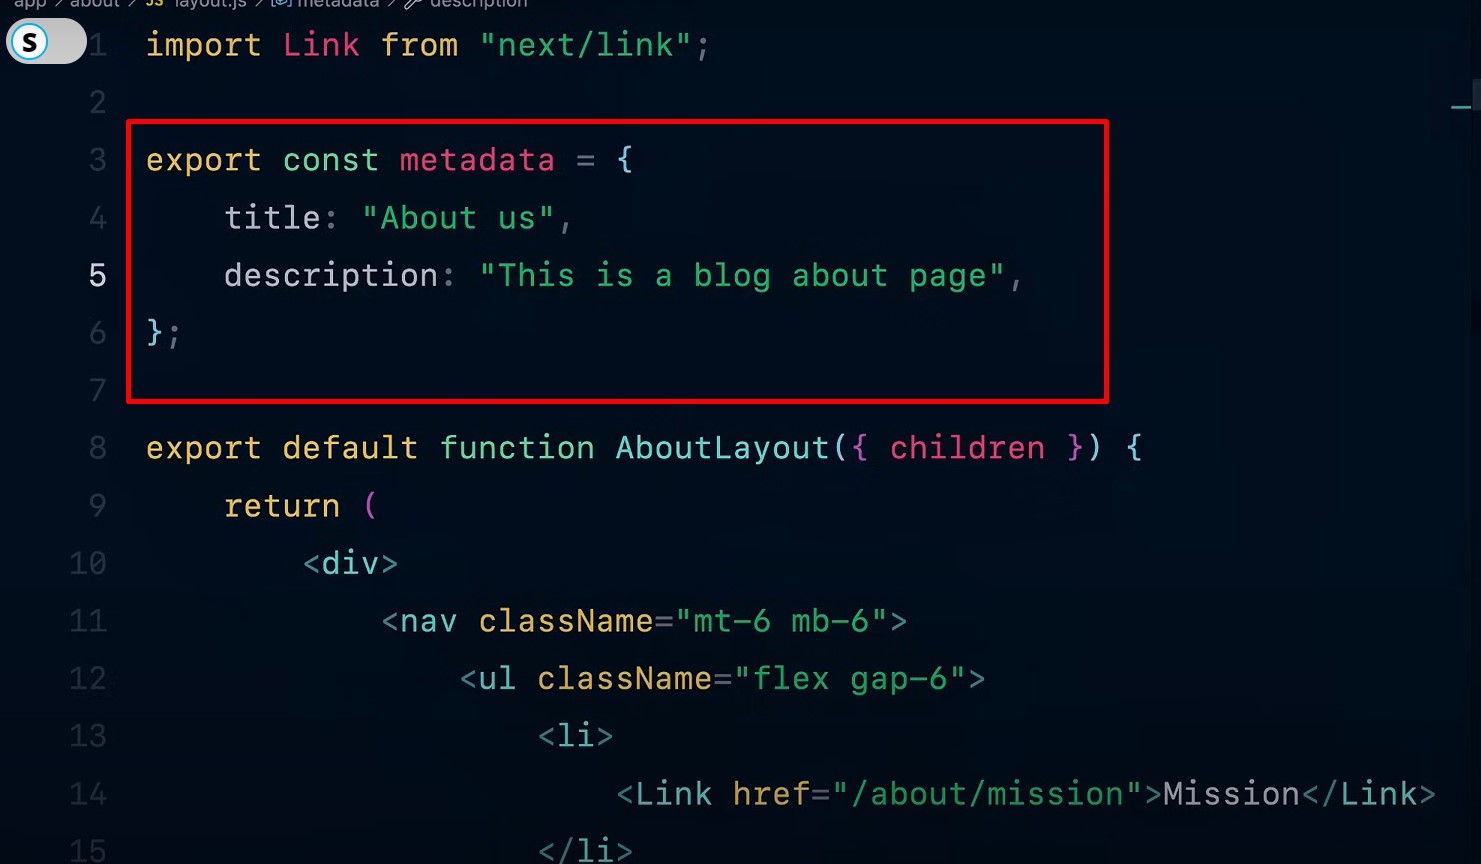 app > about > JS layout.js > metadata > description
S
1 import Link from "next/link";
2
3 export const metadata = {
4 title: "About us",
5 description: "This is a blog about page",
6 };
7
8 export default function AboutLayout({ children }) {
9 return (
10 <div>
11 <nav className="mt-6 mb-6">
12 <ul className="flex gap-6">
13 <li>
14 <Link href="/about/mission">Mission</Link>
15 </li>